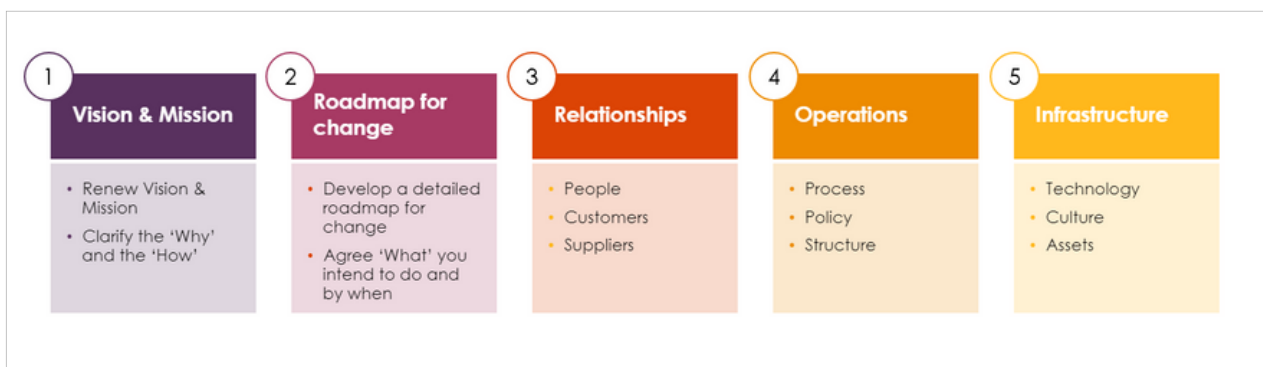 1
Vision & Mission
• Renew Vision &
Mission
• Clarify the ‘Why’
and the ‘How’
2
Roadmap for
change
• Develop a detailed
roadmap for
change
• Agree ‘What’ you
intend to do and
by when
3
Relationships
• People
• Customers
• Suppliers
4
Operations
• Process
• Policy
• Structure
5
Infrastructure
• Technology
• Culture
• Assets